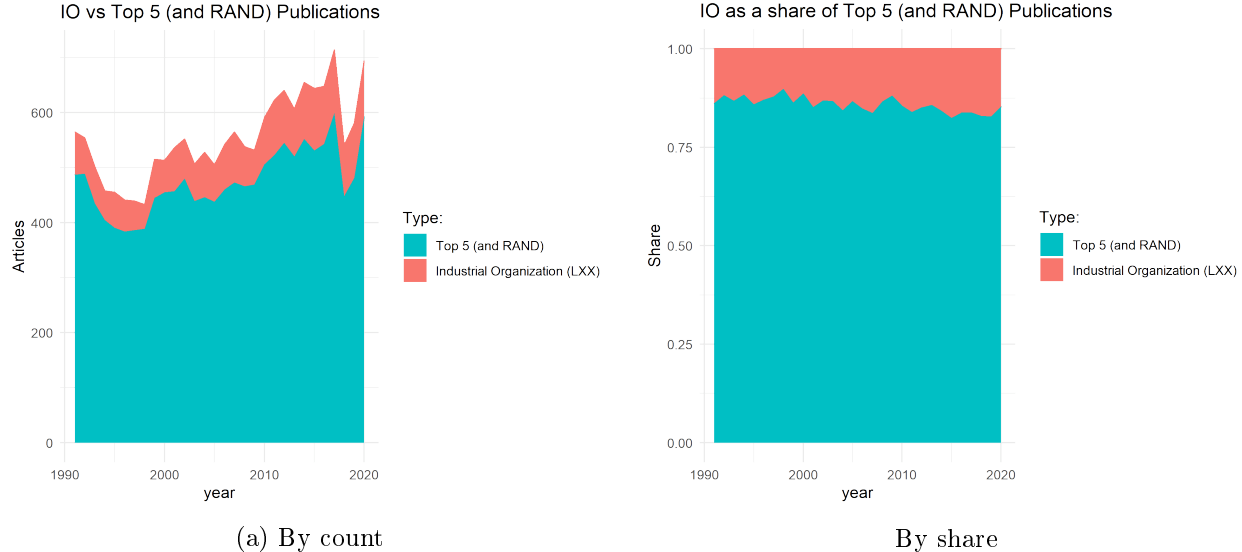 IO vs Top 5 (and RAND) Publications
600
400
200
0
Articles
1990
2000
2010
2020
year
Type:
Top 5 (and RAND)
Industrial Organization (LXX)
(a) By count
IO as a share of Top 5 (and RAND) Publications
1.00
0.75
0.50
0.25
0.00
Share
1990
2000
2010
2020
year
Type:
Top 5 (and RAND)
Industrial Organization (LXX)
By share